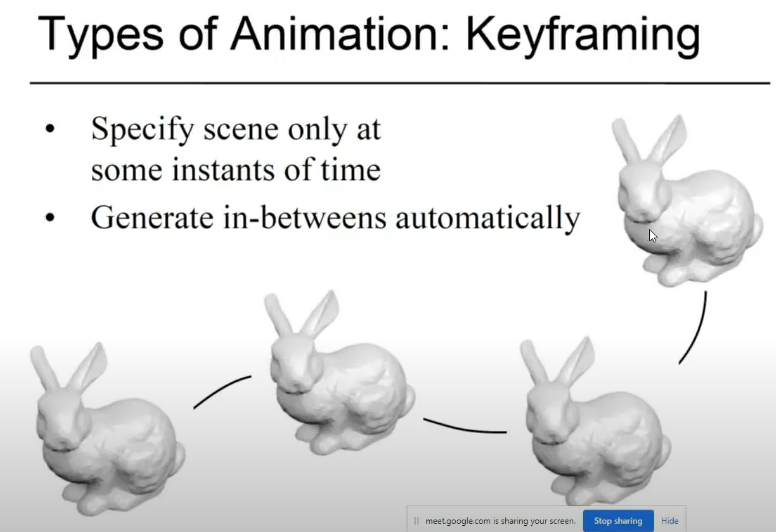 Types of Animation: Keyframing
• Specify scene only at
some instants of time
• Generate in-betweens automatically
meet.google.com is sharing your screen.
Stop sharing
Hide